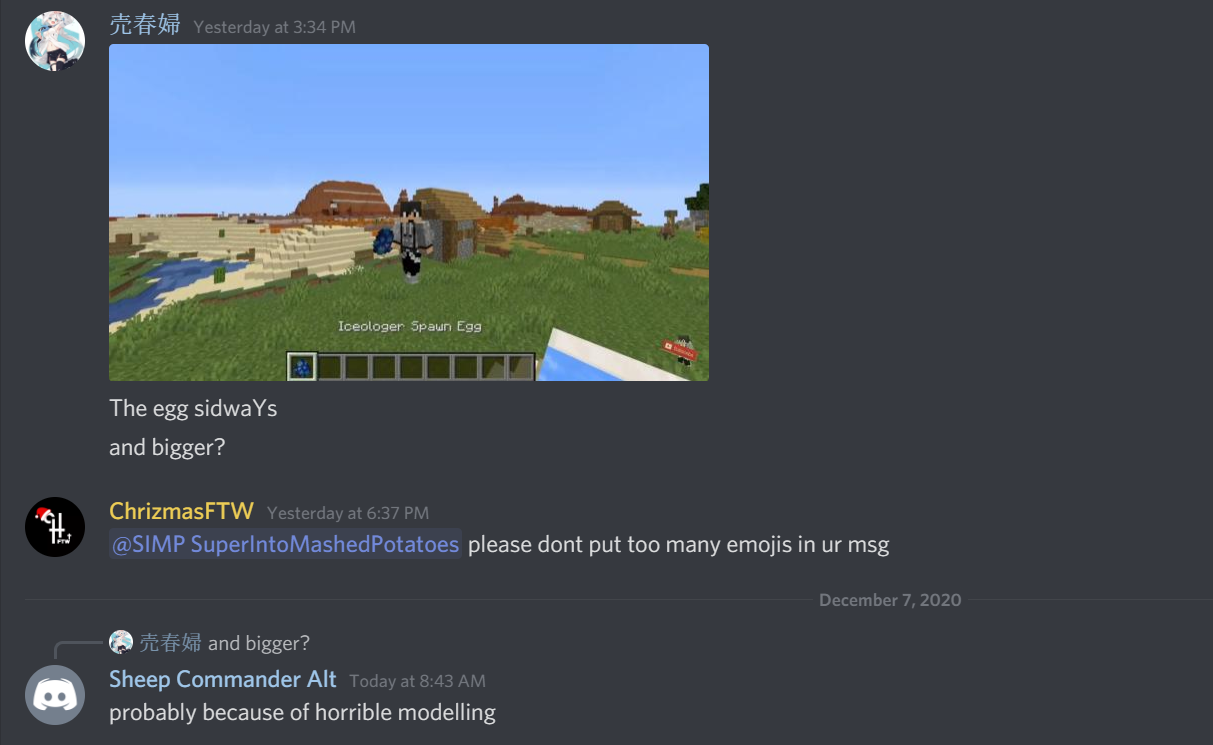 売春婦 Yesterday at 3:34 PM
Iceologer Spawn Egg
The egg sidwaYs
and bigger?
ChrizmasFTW Yesterday at 6:37 PM
FTW
@SIMP SuperIntoMashedPotatoes please dont put too many emojis in ur msg
December 7, 2020
売春婦 and bigger?
Sheep Commander Alt Today at 8:43 AM
probably because of horrible modelling